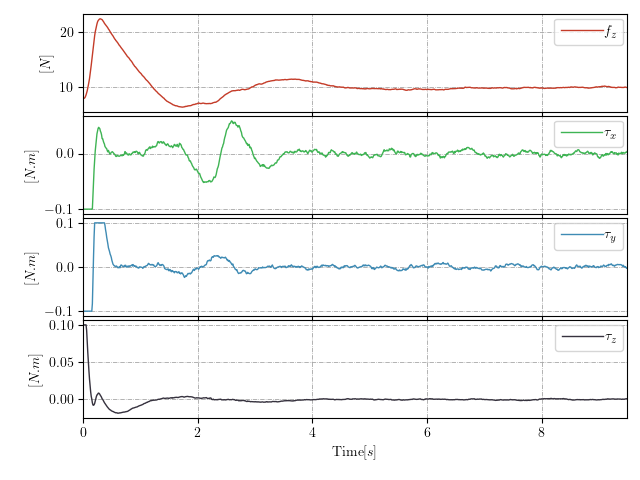 20
10
[N]
f_z
0.0
−0.1
[N.m]
τ_x
0.1
0.0
−0.1
[N.m]
τ_y
0.10
0.05
0.00
[N.m]
τ_z
0 2 4 6 8
Time[s]